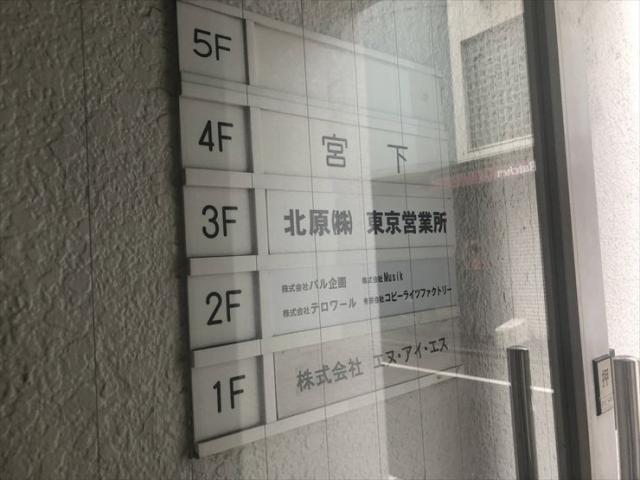 5F
4F 宮 下
3F 北原㈱ 東京営業所
2F
株式会社パル企画 株式会社Musik
株式会社テロワール 有限会社コピーライツファクトリー
1F 株式会社 エヌ・アイ・エス
Butcher